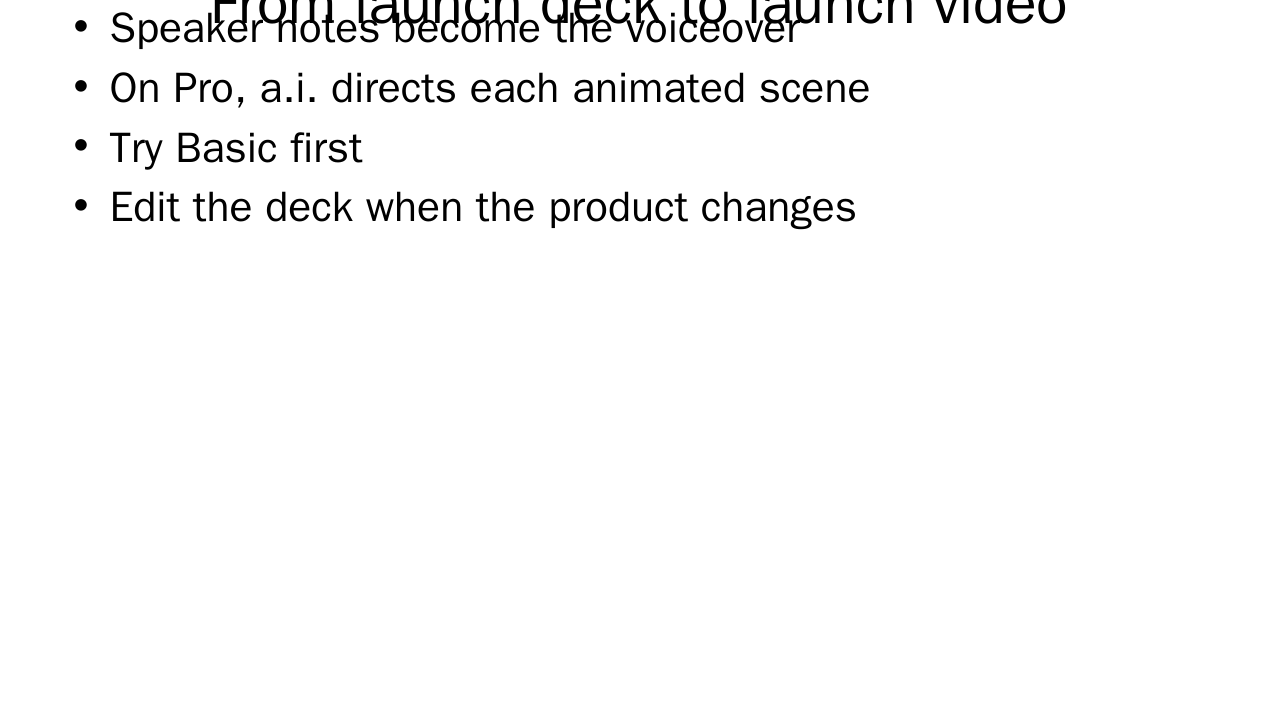 From launch deck to launch video
• Speaker notes become the voiceover
• On Pro, a.i. directs each animated scene
• Try Basic first
• Edit the deck when the product changes